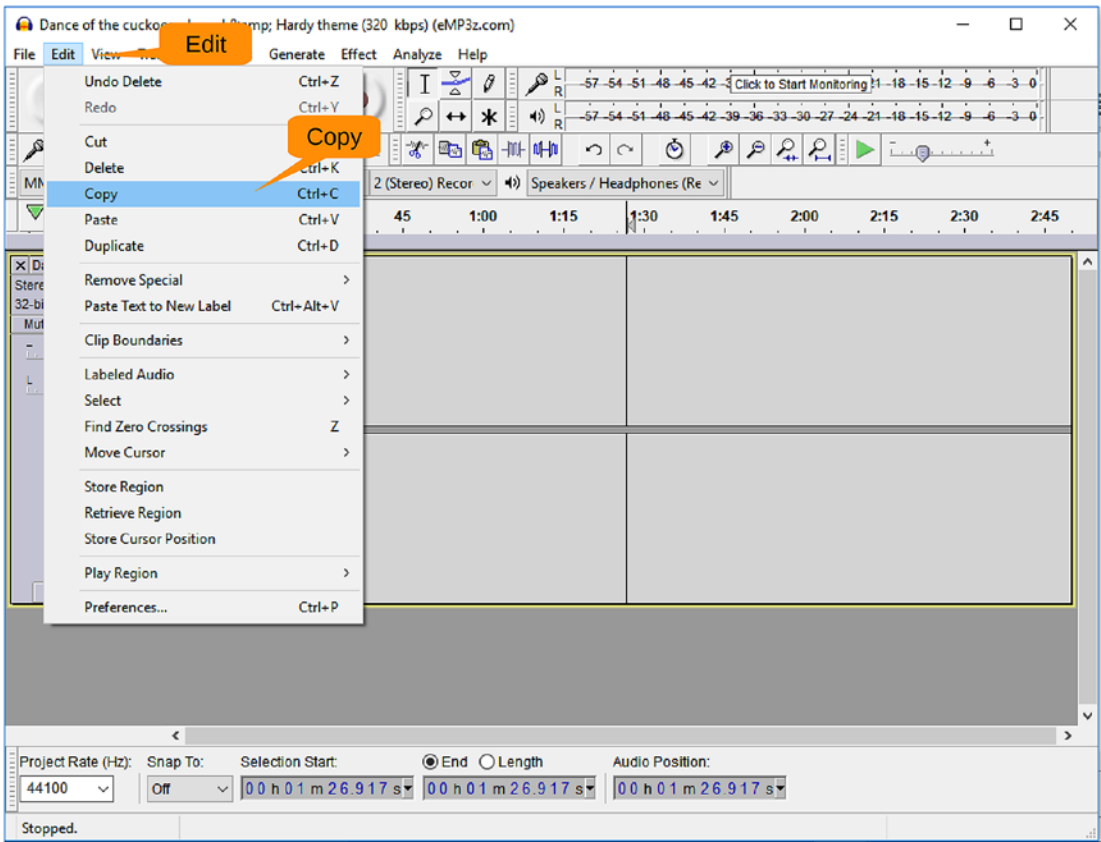 Dance of the cuckoo &amp; Hardy theme (320 kbps) (eMP3z.com)
File Edit View Generate Effect Analyze Help
Edit
Undo Delete Ctrl+Z
Redo Ctrl+Y
Cut
Delete Ctrl+K
Copy Ctrl+C
Copy
Paste Ctrl+V
Duplicate Ctrl+D
Remove Special
Paste Text to New Label Ctrl+Alt+V
Clip Boundaries
Labeled Audio
Select
Find Zero Crossings Z
Move Cursor
Store Region
Retrieve Region
Store Cursor Position
Play Region
Preferences... Ctrl+P
L
R
-57 -54 -51 -48 -45 -42 -3 Click to Start Monitoring 1 -18 -15 -12 -9 -6 -3 0
L
R
-57 -54 -51 -48 -45 -42 -39 -36 -33 -30 -27 -24 -21 -18 -15 -12 -9 -6 -3 0
2 (Stereo) Recor Speakers / Headphones (Re
45 1:00 1:15 1:30 1:45 2:00 2:15 2:30 2:45
Project Rate (Hz): Snap To: Selection Start: End Length Audio Position:
44100 Off 00 h 01 m 26.917 s 00 h 01 m 26.917 s 00 h 01 m 26.917 s
Stopped.